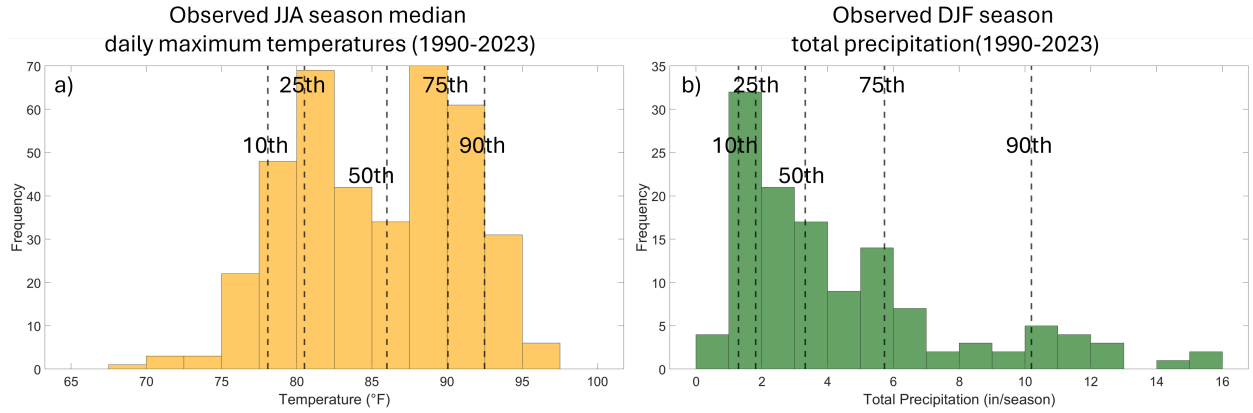 Observed JJA season median
daily maximum temperatures (1990-2023)
a)
25th
75th
10th
90th
50th
70
60
50
40
30
20
10
0
Frequency
65 70 75 80 85 90 95 100
Temperature (°F)
Observed DJF season
total precipitation(1990-2023)
b)
25th
75th
10th
90th
50th
35
30
25
20
15
10
5
0
Frequency
0 2 4 6 8 10 12 14 16
Total Precipitation (in/season)